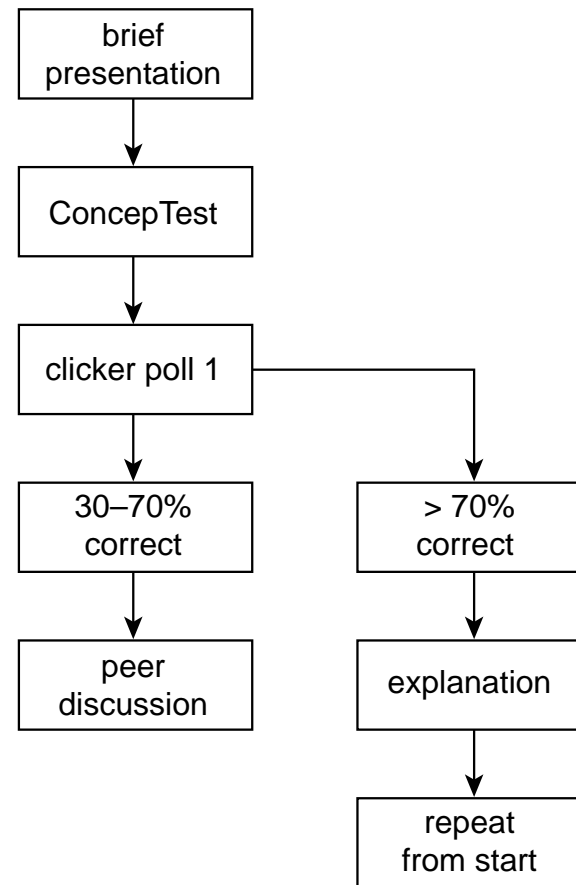 brief
presentation
ConcepTest
clicker poll 1
30–70%
correct
> 70%
correct
peer
discussion
explanation
repeat
from start